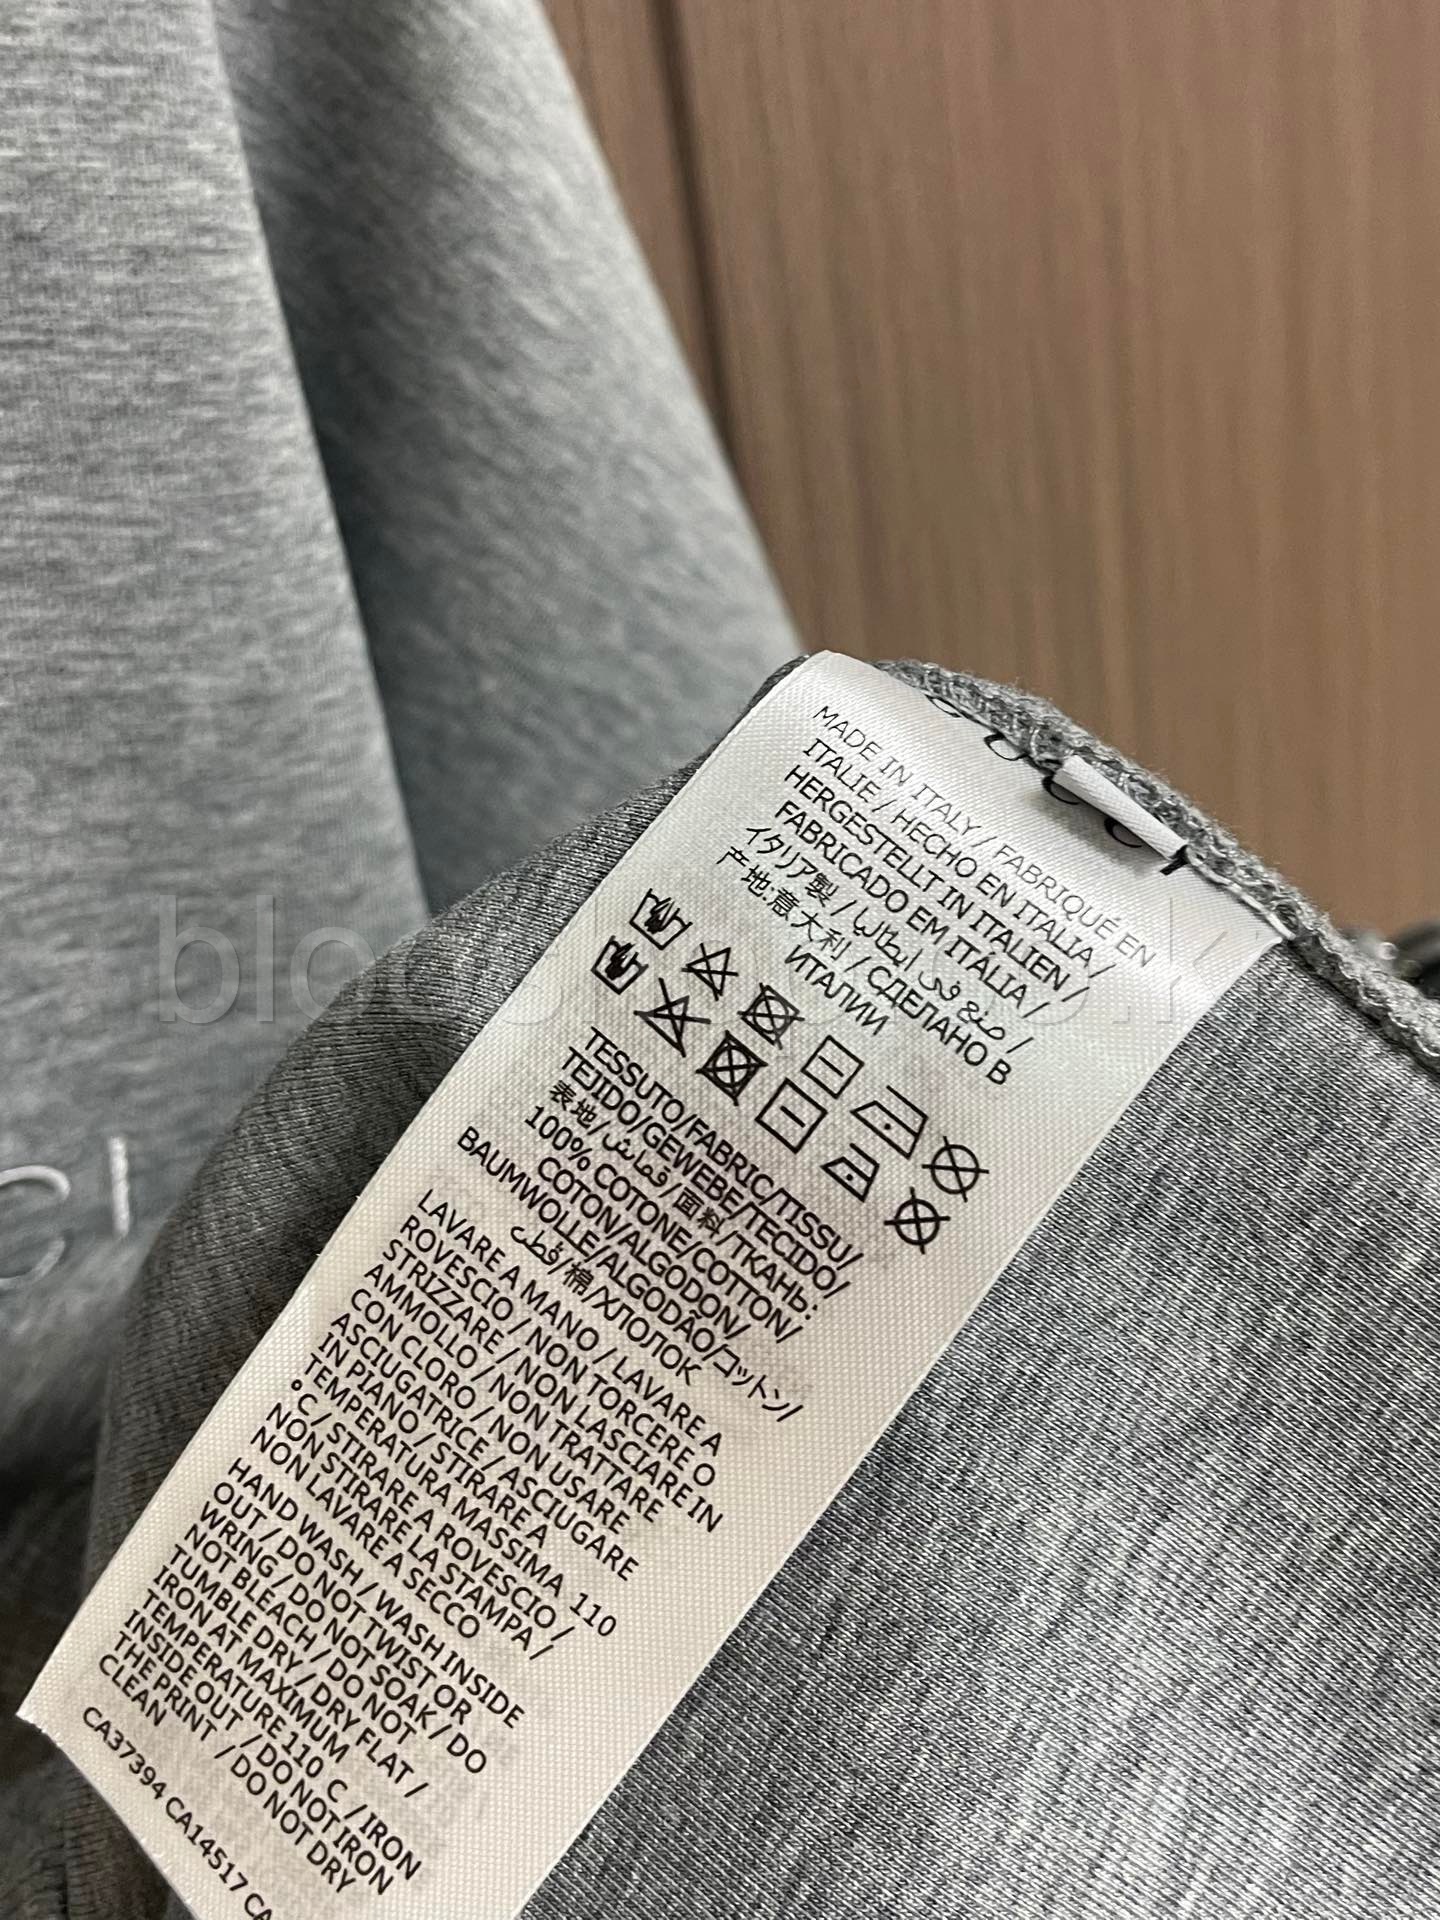 MADE IN ITALY / FABRIQUÉ EN
ITALIE / HECHO EN ITALIA /
HERGESTELLT IN ITALIEN /
FABRICADO EM ITÁLIA /
イタリア製 / صنع في ايطاليا /
产地:意大利 / СДЕЛАНО В
ИТАЛИИ
TESSUTO/FABRIC/TISSU/
TEJIDO/GEWEBE/TECIDO/
表地/قماش/面料/ТКАНЬ:
100% COTONE/COTTON/
COTON/ALGODON/
BAUMWOLLE/ALGODÃO/コットン/
قطن/棉/ХЛОПОК
LAVARE A MANO / LAVARE A
ROVESCIO / NON TORCERE O
STRIZZARE / NON LASCIARE IN
AMMOLLO / NON TRATTARE
CON CLORO / NON USARE
ASCIUGATRICE / ASCIUGARE
IN PIANO / STIRARE A
TEMPERATURA MASSIMA 110
°C / STIRARE A ROVESCIO /
NON STIRARE LA STAMPA /
NON LAVARE A SECCO
HAND WASH / WASH INSIDE
OUT / DO NOT TWIST OR
WRING / DO NOT SOAK / DO
NOT BLEACH / DO NOT
TUMBLE DRY / DRY FLAT /
IRON AT MAXIMUM
TEMPERATURE 110 C / IRON
INSIDE OUT / DO NOT IRON
THE PRINT / DO NOT DRY
CLEAN
CA37394 CA14517 CA